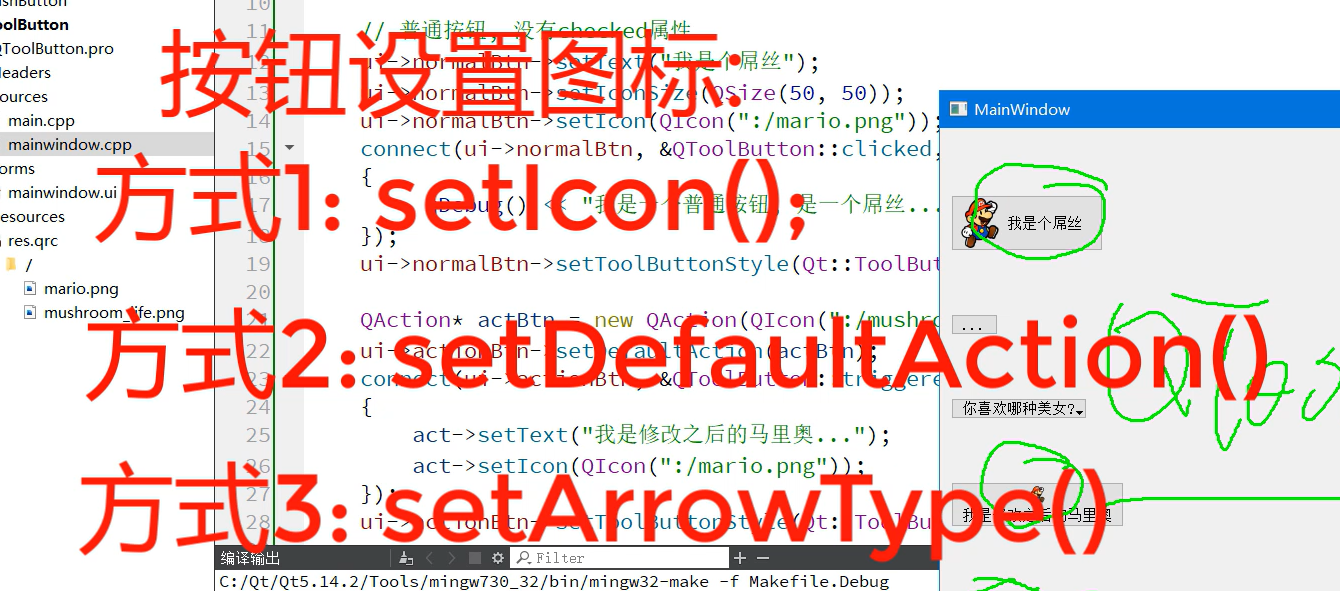 oolButton
QToolButton.pro
eaders
ources
main.cpp
mainwindow.cpp
orms
mainwindow.ui
esources
res.qrc
/
mario.png
mushroom_life.png
10
11 // 普通按钮, 没有checked属性
ui->normalBtn->setText("我是个屌丝");
13 ui->normalBtn->setIconSize(QSize(50, 50));
14 ui->normalBtn->setIcon(QIcon(":/mario.png"));
15 connect(ui->normalBtn, &QToolButton::clicked,
16 {
17 qDebug() << "我是一个普通按钮, 是一个屌丝...
18 });
19 ui->normalBtn->setToolButtonStyle(Qt::ToolBut
20
21 QAction* actBtn = new QAction(QIcon(":/mushro
22 ui->actionBtn->setDefaultAction(actBtn);
23 connect(ui->actionBtn, &QToolButton::triggere
24 {
25 act->setText("我是修改之后的马里奥...");
26 act->setIcon(QIcon(":/mario.png"));
27 });
28 ui->actionBtn->setToolButtonStyle(Qt::ToolBut
按钮设置图标:
方式1: setIcon();
方式2: setDefaultAction()
方式3: setArrowType()
MainWindow
我是个屌丝
...
你喜欢哪种美女?
我是修改之后的马里奥
编译输出
Filter
C:/Qt/Qt5.14.2/Tools/mingw730_32/bin/mingw32-make -f Makefile.Debug